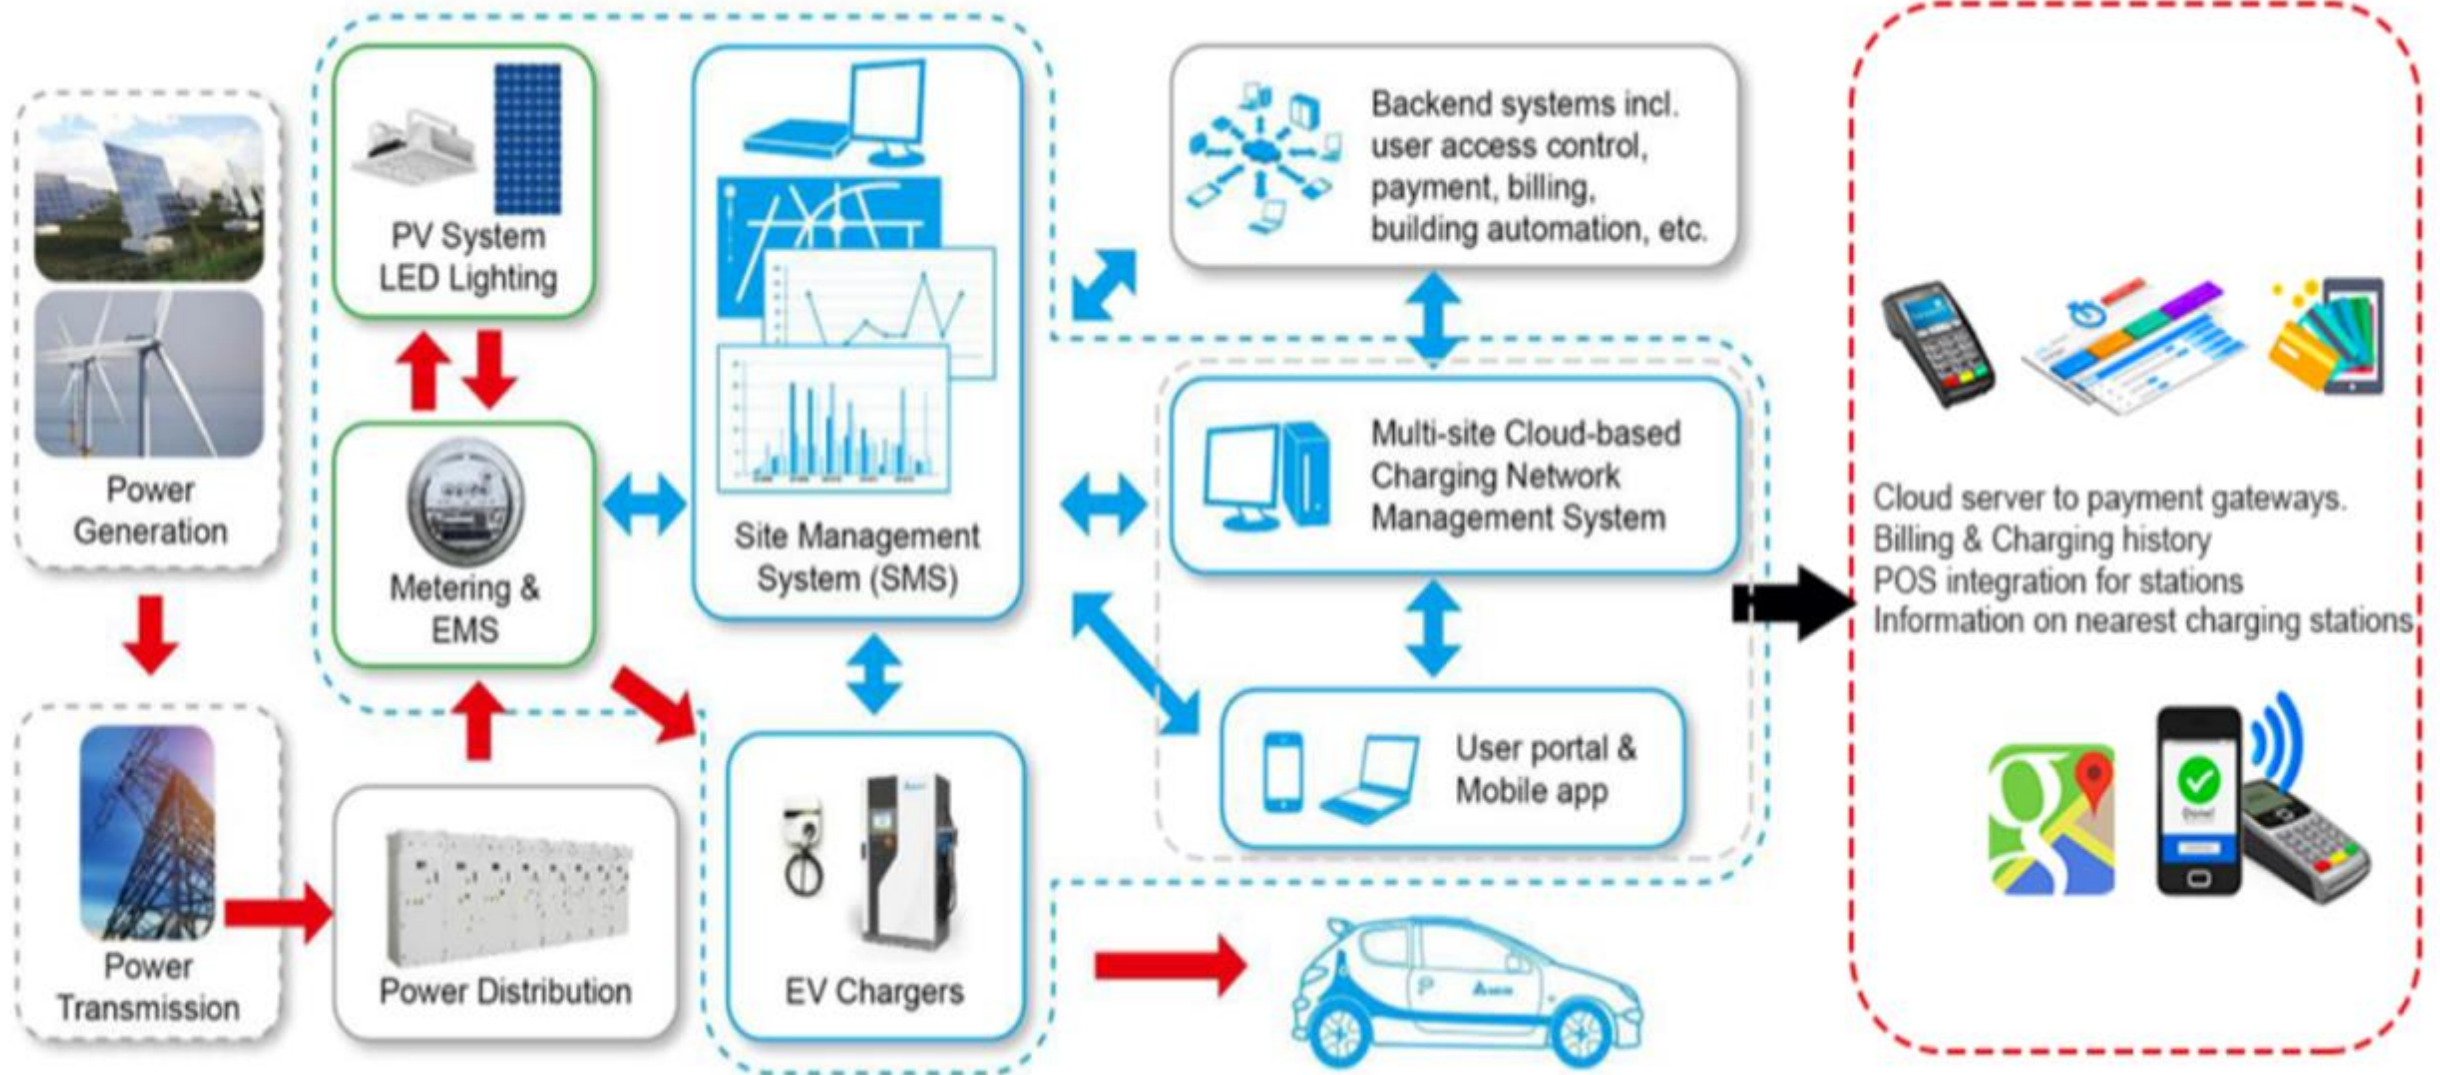 Power
Generation
Power
Transmission
PV System
LED Lighting
Metering &
EMS
Power Distribution
Site Management
System (SMS)
EV Chargers
Backend systems incl.
user access control,
payment, billing,
building automation, etc.
Multi-site Cloud-based
Charging Network
Management System
User portal &
Mobile app
Cloud server to payment gateways.
Billing & Charging history
POS integration for stations
Information on nearest charging stations